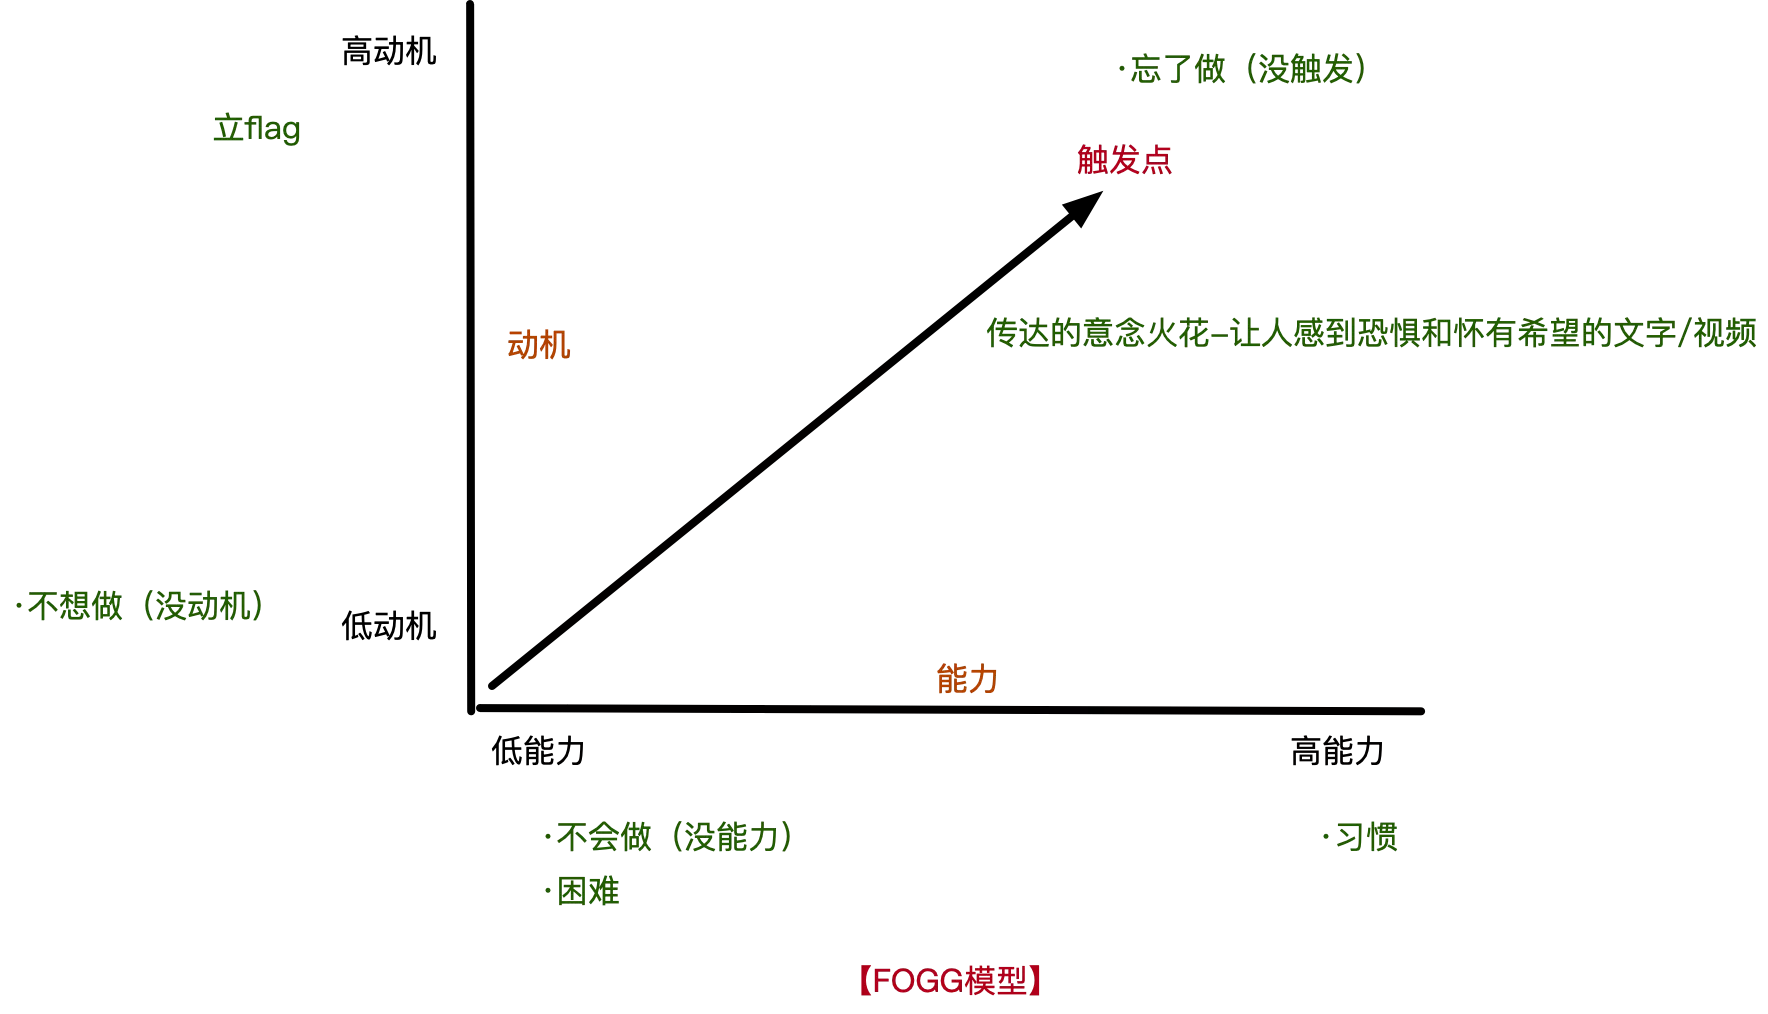 高动机
·忘了做（没触发）
立flag
触发点
传达的意念火花–让人感到恐惧和怀有希望的文字/视频
动机
·不想做（没动机）
低动机
能力
低能力
高能力
·不会做（没能力）
·习惯
·困难
【FOGG模型】